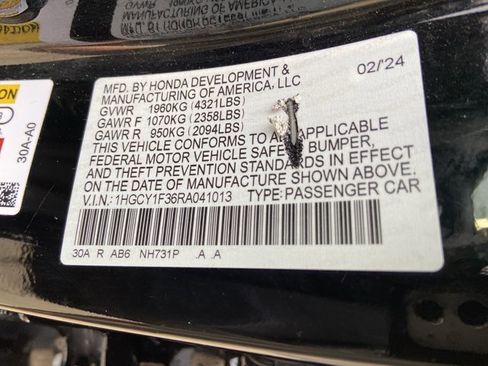 MFD. BY HONDA DEVELOPMENT & 02/'24
MANUFACTURING OF AMERICA, LLC
GVWR 1960KG (4321LBS)
GAWR F 1070KG (2358LBS)
GAWR R 950KG (2094LBS)
THIS VEHICLE CONFORMS TO APPLICABLE
FEDERAL MOTOR VEHICLE BUMPER,
AND THEFT PREVENTION STANDARDS IN EFFECT
ON THE DATE OF MANUFACTURE SHOWN ABOVE.
V.I.N.: 1HGCY1F36RA041013 TYPE: PASSENGER CAR
30A R AB6 NH731P .A .A
30A-A0